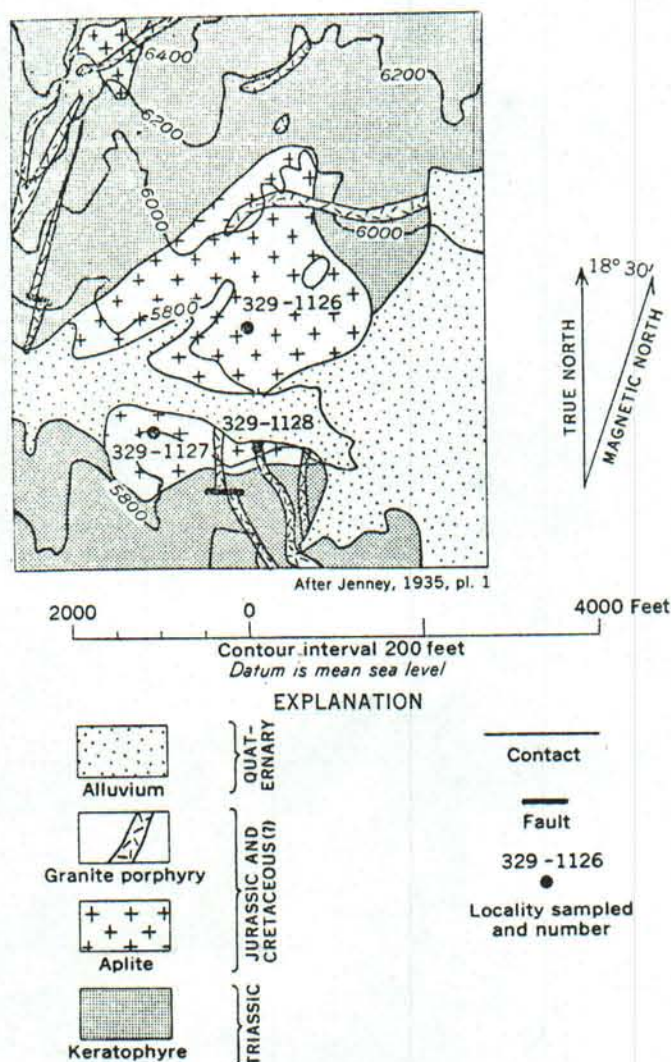 6400
6200
6200
6000
6000
5800
329-1126
18° 30'
TRUE NORTH
MAGNETIC NORTH
329-1128
329-1127
5800
After Jenney, 1935, pl. 1
2000 0 4000 Feet
Contour interval 200 feet
Datum is mean sea level
EXPLANATION
Alluvium
QUAT-
ERNARY
Granite porphyry
Aplite
JURASSIC AND
CRETACEOUS(?)
Keratophyre
TRIASSIC
Contact
Fault
329-1126
Locality sampled
and number